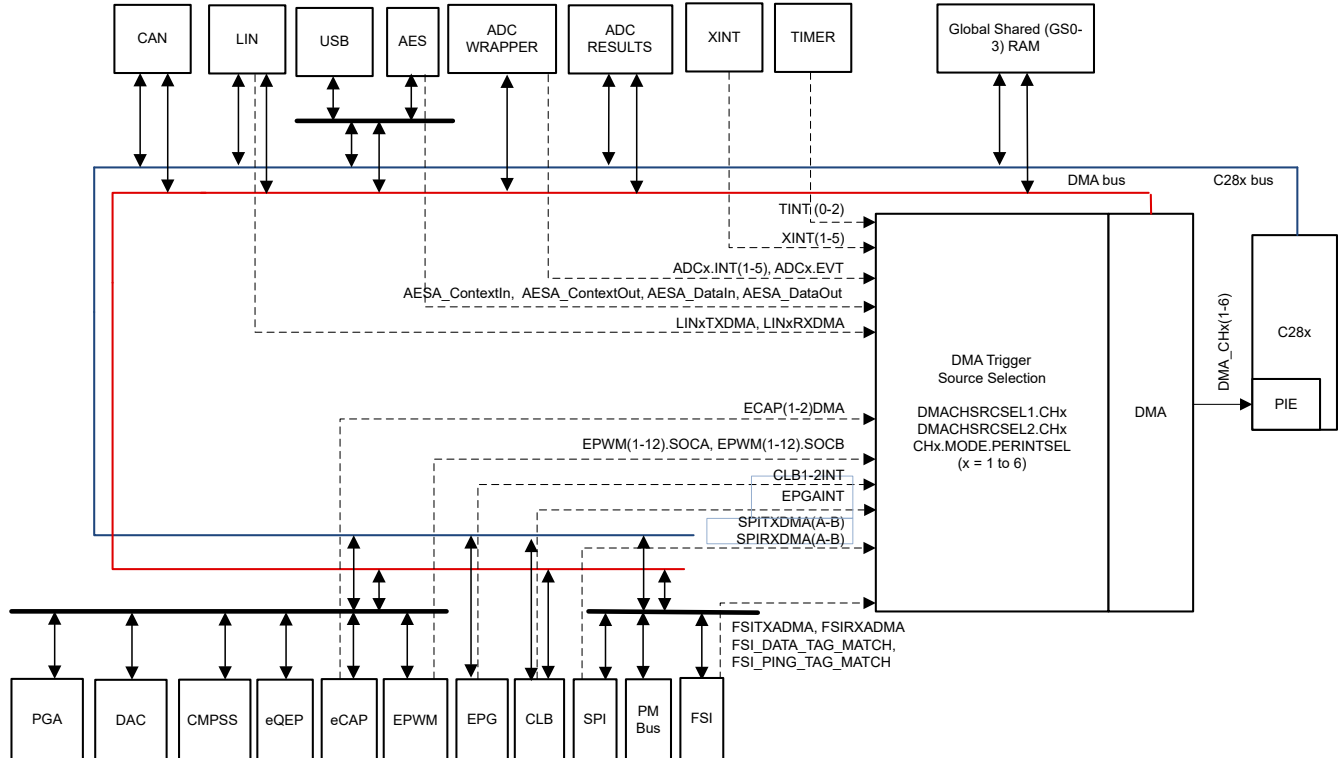 CAN
LIN
USB
AES
ADC
WRAPPER
ADC
RESULTS
XINT
TIMER
Global Shared (GS0-
3) RAM
DMA bus
C28x bus
TINT (0-2)
XINT(1-5)
ADCx.INT(1-5), ADCx.EVT
AESA_ContextIn, AESA_ContextOut, AESA_DataIn, AESA_DataOut
LINxTXDMA, LINxRXDMA
ECAP(1-2)DMA
EPWM(1-12).SOCA, EPWM(1-12).SOCB
CLB1-2INT
EPGAINT
SPITXDMA(A-B)
SPIRXDMA(A-B)
FSITXADMA, FSIRXADMA
FSI_DATA_TAG_MATCH,
FSI_PING_TAG_MATCH
DMA Trigger
Source Selection
DMACHSRCSEL1.CHx
DMACHSRCSEL2.CHx
CHx.MODE.PERINTSEL
(x = 1 to 6)
DMA
DMA_CHx(1-6)
C28x
PIE
PGA
DAC
CMPSS
eQEP
eCAP
EPWM
EPG
CLB
SPI
PM
Bus
FSI